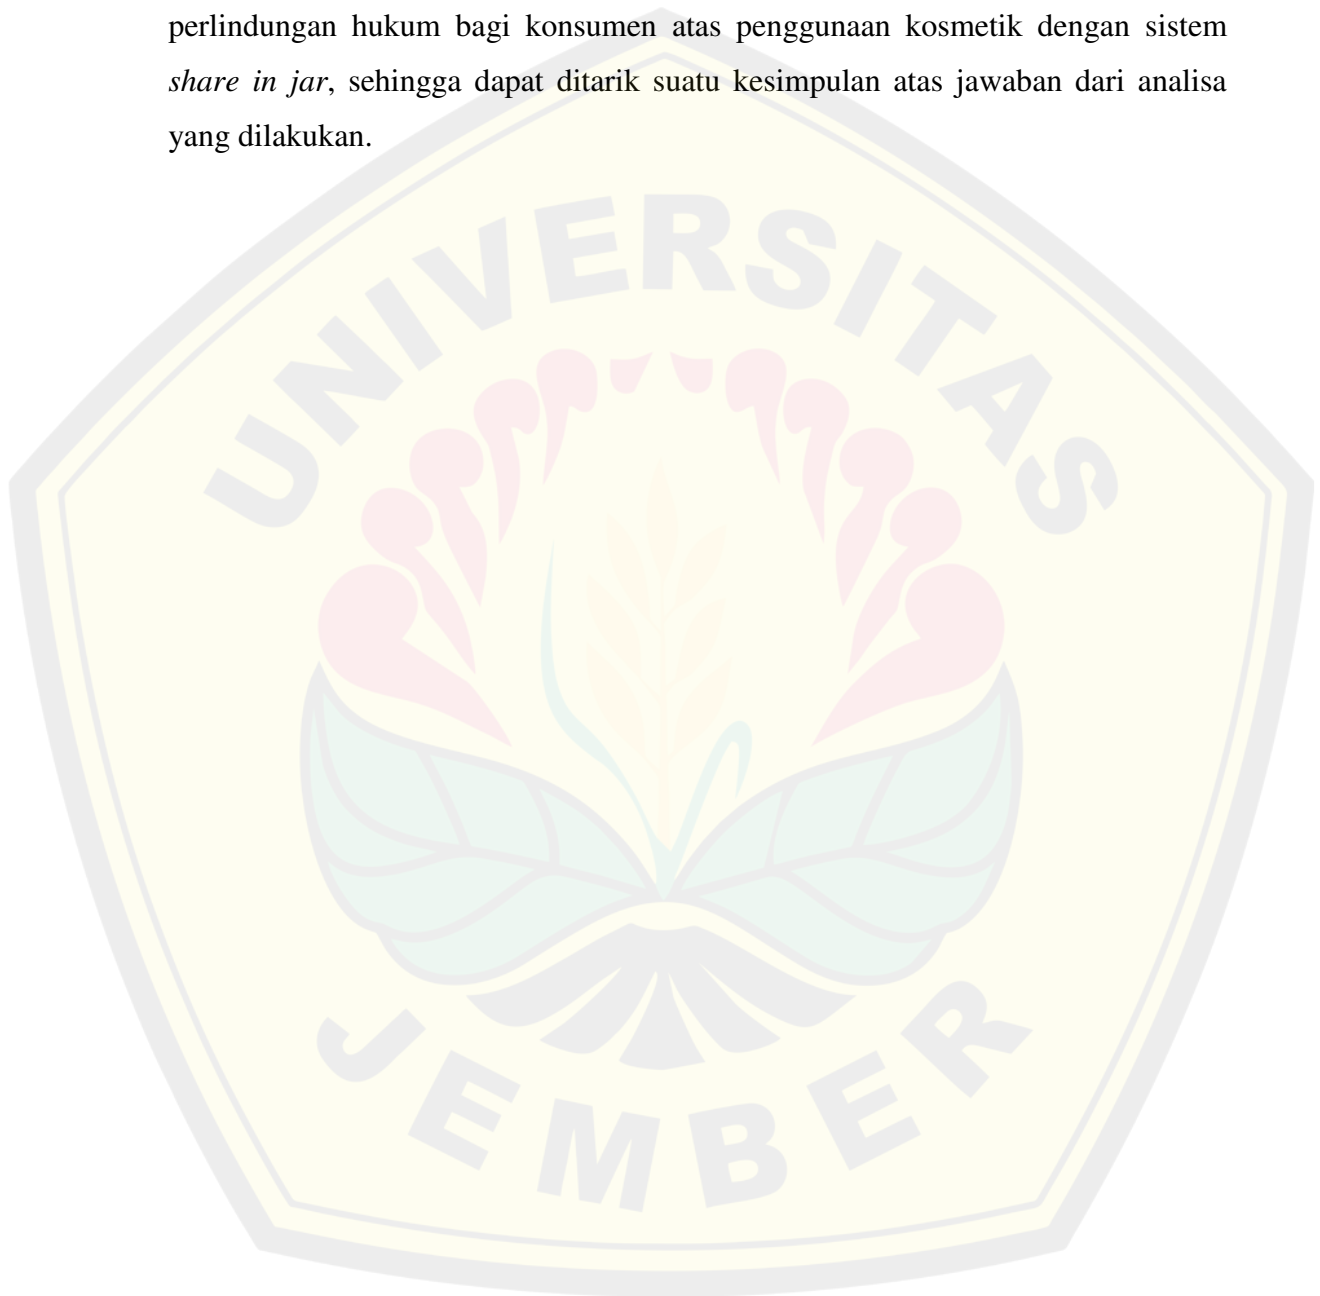 perlindungan hukum bagi konsumen atas penggunaan kosmetik dengan sistem
share in jar, sehingga dapat ditarik suatu kesimpulan atas jawaban dari analisa
yang dilakukan.
UNIVERSITAS
JEMBER